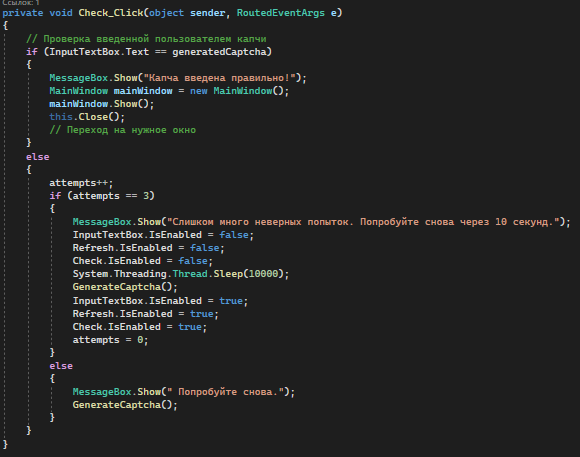 Ссылок: 1
private void Check_Click(object sender, RoutedEventArgs e)
{
// Проверка введенной пользователем капчи
if (InputTextBox.Text == generatedCaptcha)
{
MessageBox.Show("Капча введена правильно!");
MainWindow mainWindow = new MainWindow();
mainWindow.Show();
this.Close();
// Переход на нужное окно
}
else
{
attempts++;
if (attempts == 3)
{
MessageBox.Show("Слишком много неверных попыток. Попробуйте снова через 10 секунд.");
InputTextBox.IsEnabled = false;
Refresh.IsEnabled = false;
Check.IsEnabled = false;
System.Threading.Thread.Sleep(10000);
GenerateCaptcha();
InputTextBox.IsEnabled = true;
Refresh.IsEnabled = true;
Check.IsEnabled = true;
attempts = 0;
}
else
{
MessageBox.Show(" Попробуйте снова.");
GenerateCaptcha();
}
}
}